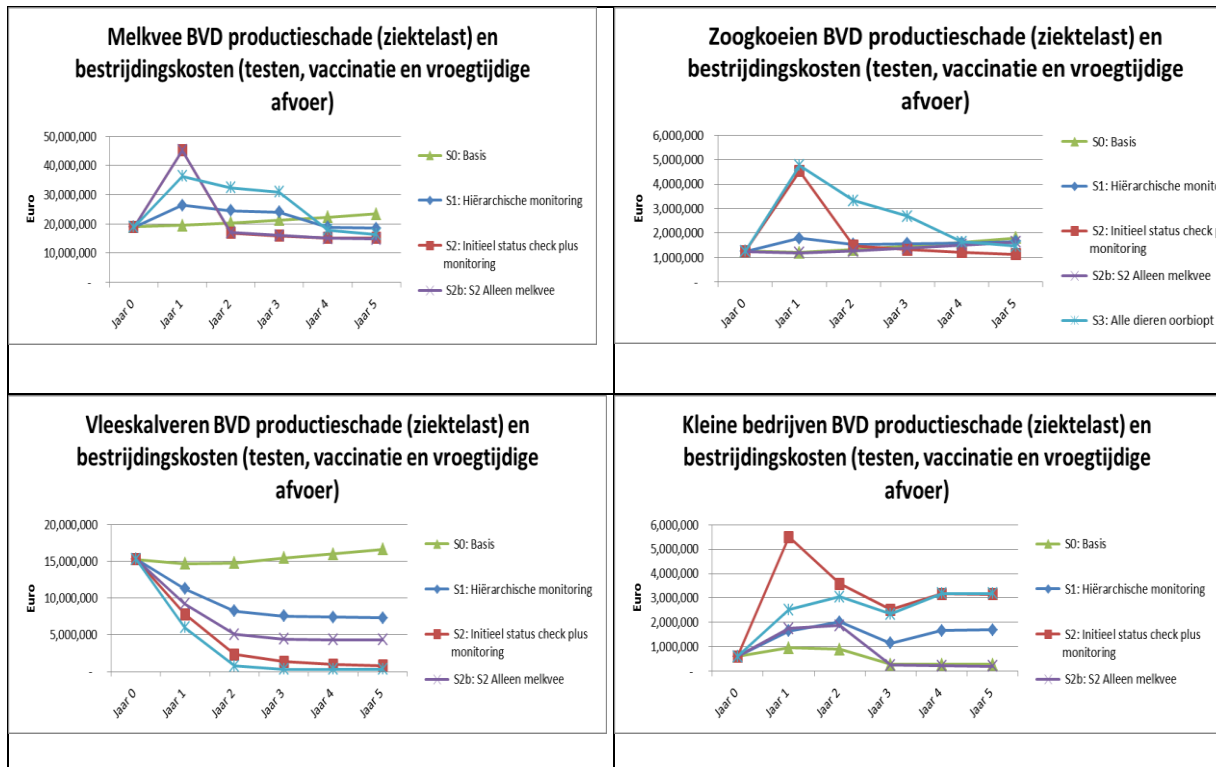 Melkvee BVD productieschade (ziektelast) en
bestrijdingskosten (testen, vaccinatie en vroegtijdige
afvoer)
50,000,000
40,000,000
30,000,000
20,000,000
10,000,000
-
Euro
Jaar 0
Jaar 1
Jaar 2
Jaar 3
Jaar 4
Jaar 5
S0: Basis
S1: Hiërarchische monitoring
S2: Initieel status check plus
monitoring
S2b: S2 Alleen melkvee
Zoogkoeien BVD productieschade (ziektelast) en
bestrijdingskosten (testen, vaccinatie en vroegtijdige
afvoer)
6,000,000
5,000,000
4,000,000
3,000,000
2,000,000
1,000,000
-
Euro
Jaar 0
Jaar 1
Jaar 2
Jaar 3
Jaar 4
Jaar 5
S0: Basis
S1: Hiërarchische monito
S2: Initieel status check pl
monitoring
S2b: S2 Alleen melkvee
S3: Alle dieren oorbiopt
Vleeskalveren BVD productieschade (ziektelast) en
bestrijdingskosten (testen, vaccinatie en vroegtijdige
afvoer)
20,000,000
15,000,000
10,000,000
5,000,000
-
Euro
Jaar 0
Jaar 1
Jaar 2
Jaar 3
Jaar 4
Jaar 5
S0: Basis
S1: Hiërarchische monitoring
S2: Initieel status check plus
monitoring
S2b: S2 Alleen melkvee
Kleine bedrijven BVD productieschade (ziektelast) en
bestrijdingskosten (testen, vaccinatie en vroegtijdige
afvoer)
6,000,000
5,000,000
4,000,000
3,000,000
2,000,000
1,000,000
-
Euro
Jaar 0
Jaar 1
Jaar 2
Jaar 3
Jaar 4
Jaar 5
S0: Basis
S1: Hiërarchische monitoring
S2: Initieel status check plus
monitoring
S2b: S2 Alleen melkvee